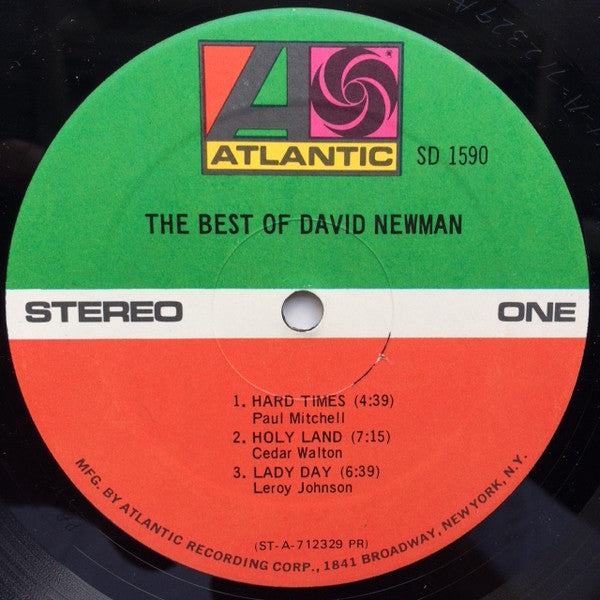 ATLANTIC
SD 1590
THE BEST OF DAVID NEWMAN
STEREO
ONE
1. HARD TIMES (4:39)
Paul Mitchell
2. HOLY LAND (7:15)
Cedar Walton
3. LADY DAY (6:39)
Leroy Johnson
(ST-A-712329 PR)
MFG. BY ATLANTIC RECORDING CORP., 1841 BROADWAY, NEW YORK, N.Y.